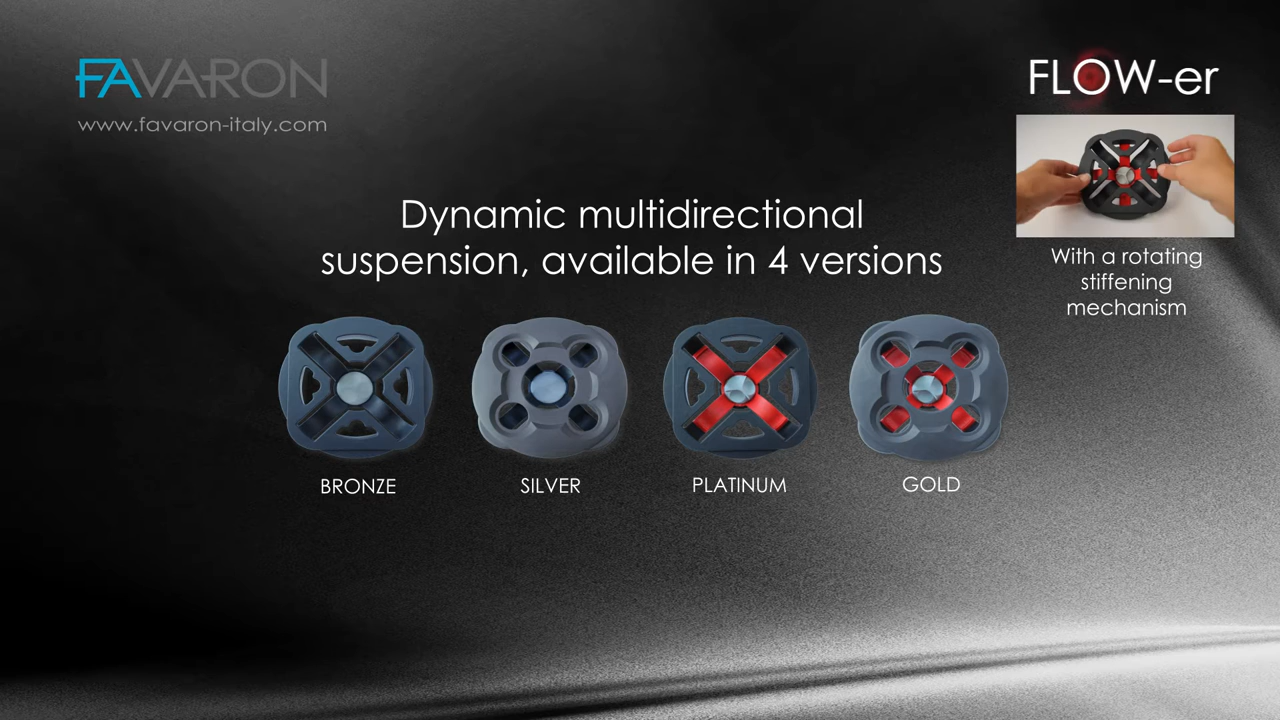 FAVARON
www.favaron-italy.com
FLOW-er
With a rotating
stiffening
mechanism
Dynamic multidirectional
suspension, available in 4 versions
BRONZE
SILVER
PLATINUM
GOLD